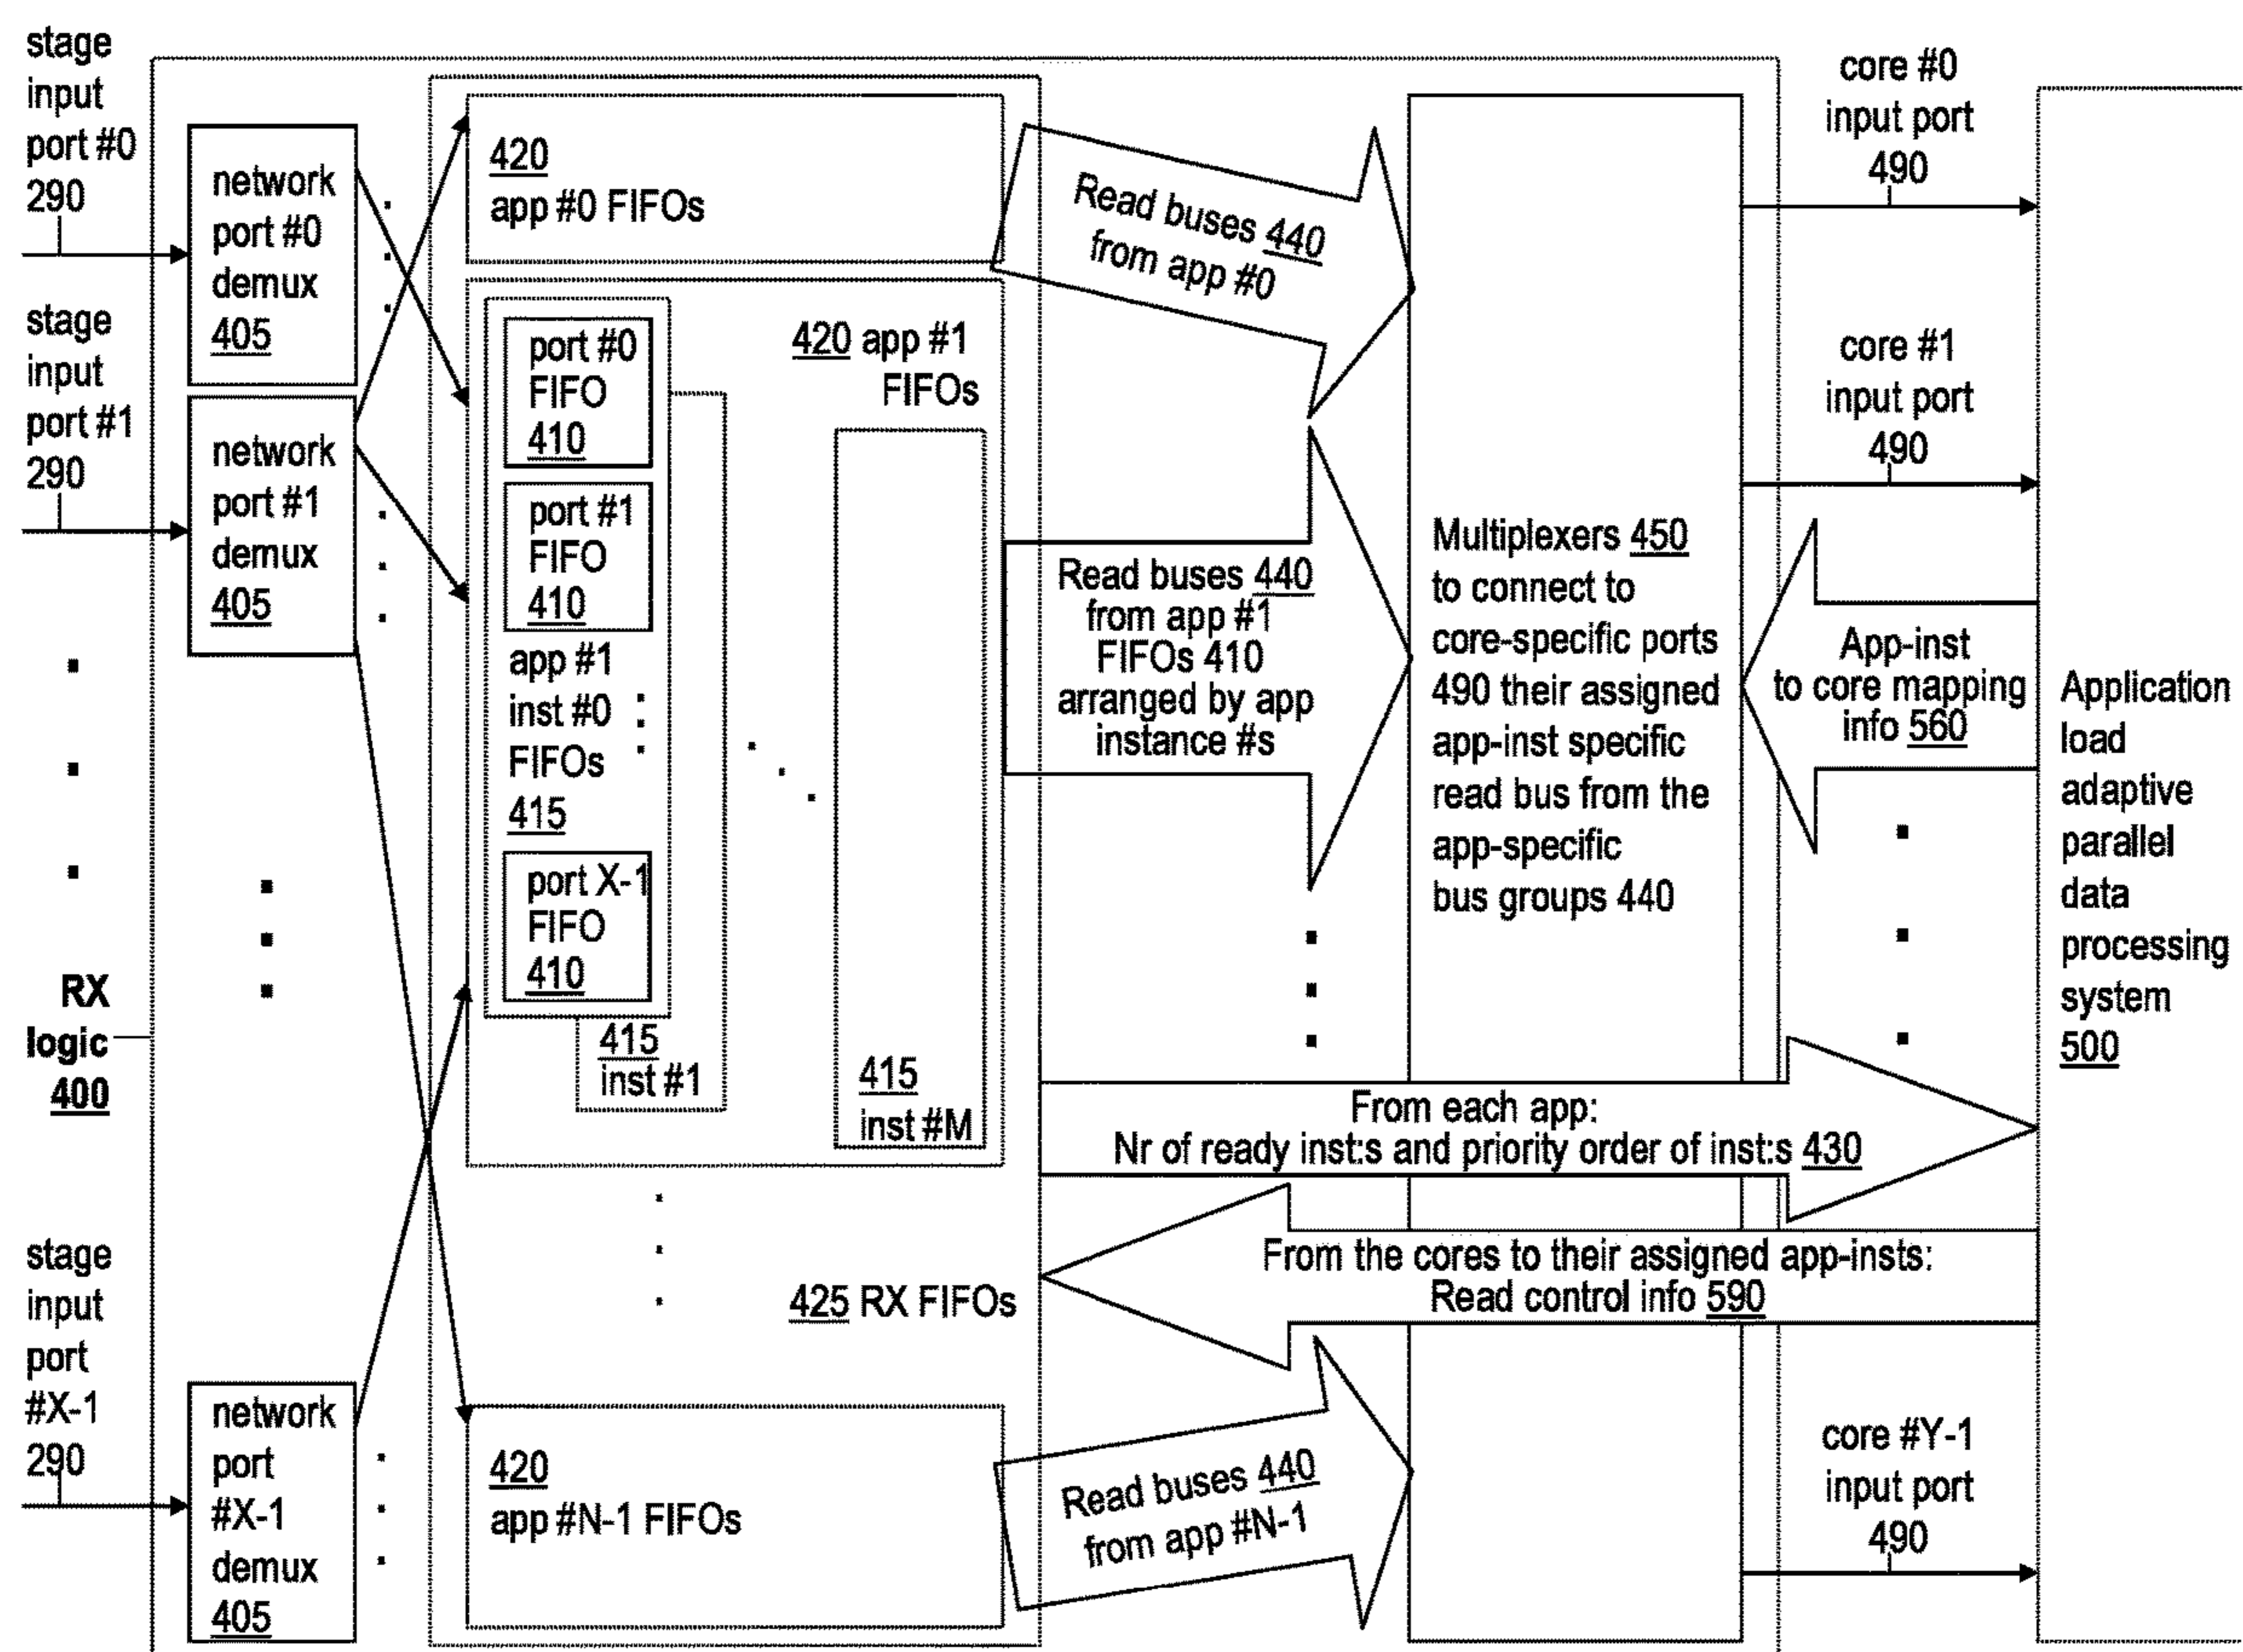 stage
input
port #0
290
stage
input
port #1
290
RX
logic
400
stage
input
port
#X-1
290
network
port #0
demux
405
network
port #1
demux
405
network
port
#X-1
demux
405
420
app #0 FIFOs
420 app #1
FIFOs
port #0
FIFO
410
port #1
FIFO
410
app #1
inst #0
FIFOs
415
port X-1
FIFO
410
415
inst #1
415
inst #M
425 RX FIFOs
420
app #N-1 FIFOs
Read buses 440
from app #0
Read buses 440
from app #1
FIFOs 410
arranged by app
instance #s
Read buses 440
from app #N-1
Multiplexers 450
to connect to
core-specific ports
490 their assigned
app-inst specific
read bus from the
app-specific
bus groups 440
From each app:
Nr of ready inst:s and priority order of inst:s 430
From the cores to their assigned app-insts:
Read control info 590
core #0
input port
490
core #1
input port
490
App-inst
to core mapping
info 560
core #Y-1
input port
490
Application
load
adaptive
parallel
data
processing
system
500